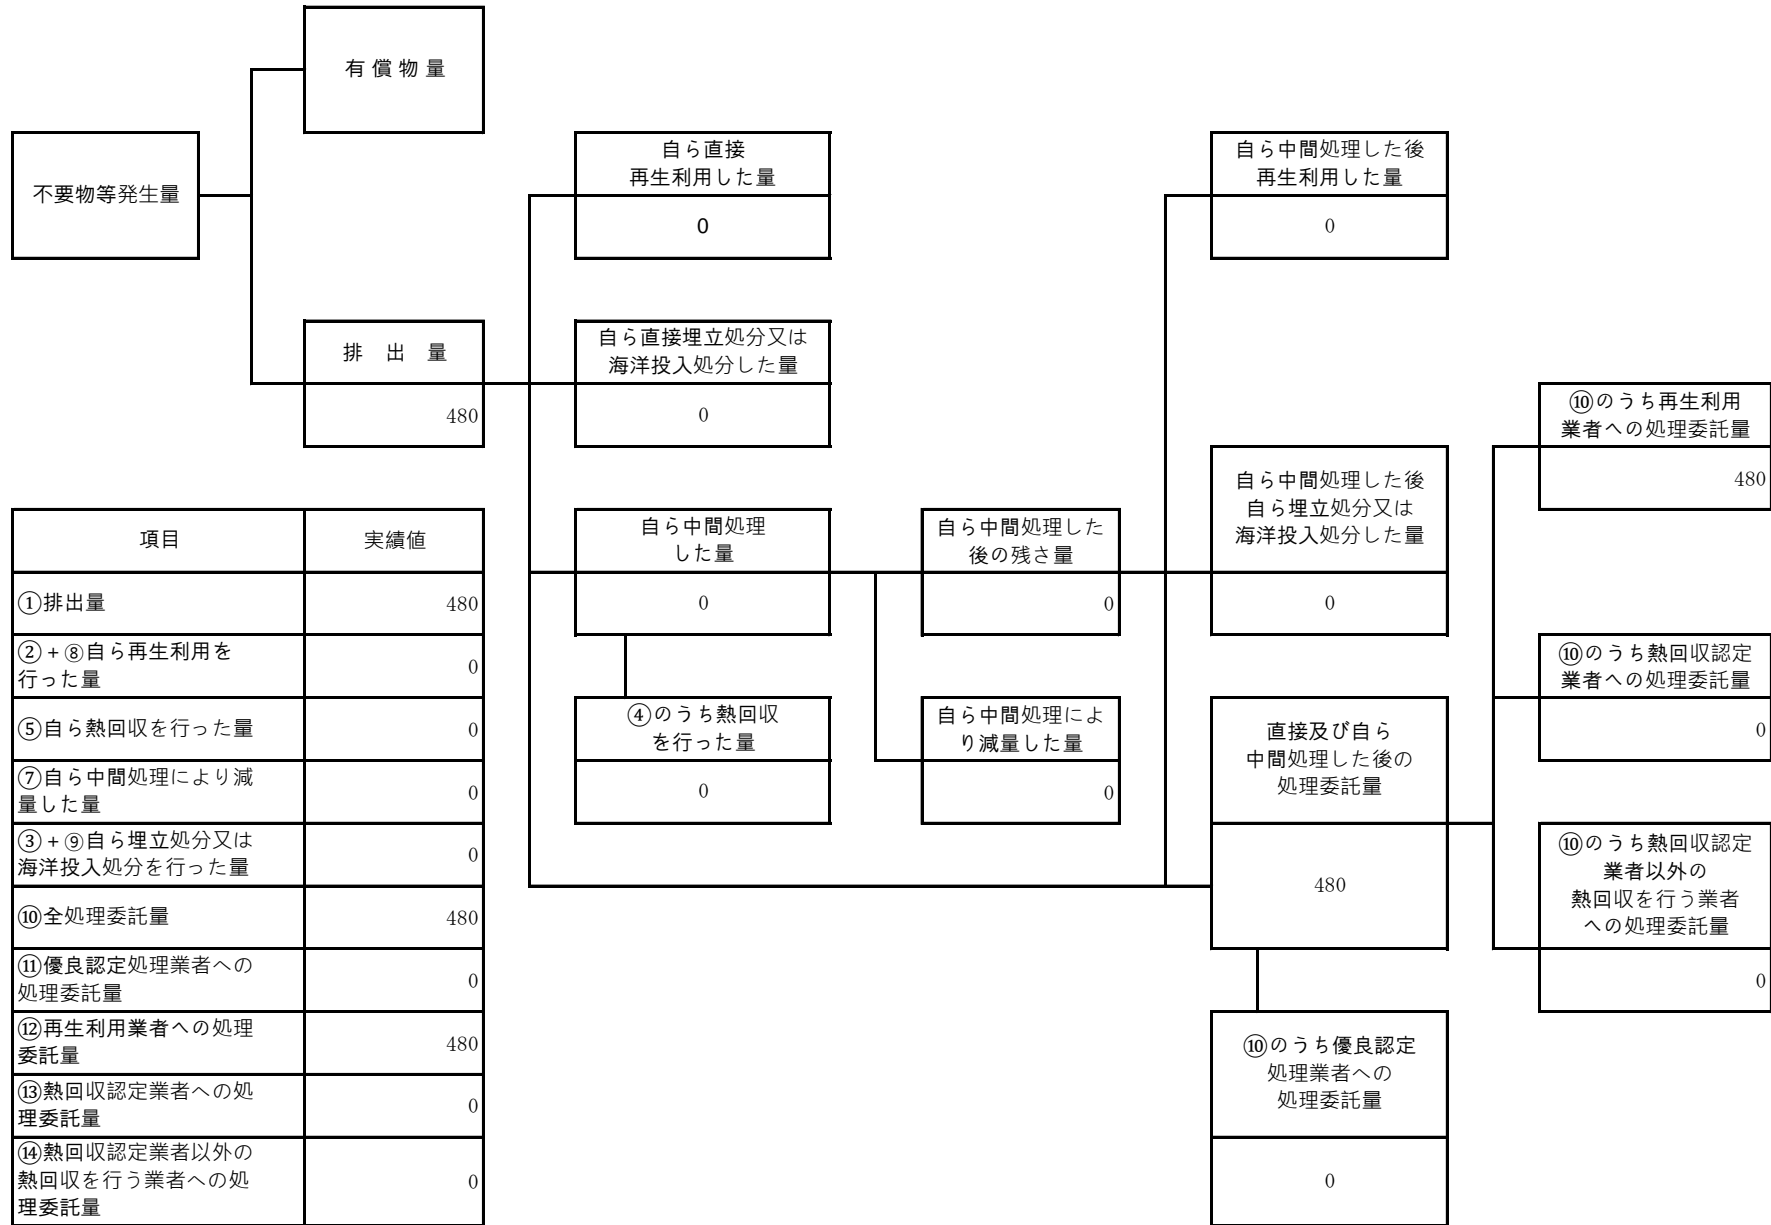 有償物量
不要物等発生量
自ら直接
再生利用した量
0
自ら中間処理した後
再生利用した量
0
排出量
480
自ら直接埋立処分又は
海洋投入処分した量
0
⑩のうち再生利用
業者への処理委託量
480
自ら中間処理した後
自ら埋立処分又は
海洋投入処分した量
0
自ら中間処理
した量
0
自ら中間処理した
後の残さ量
0
④のうち熱回収
を行った量
0
自ら中間処理によ
り減量した量
0
直接及び自ら
中間処理した後の
処理委託量
480
⑩のうち熱回収認定
業者への処理委託量
0
⑩のうち熱回収認定
業者以外の
熱回収を行う業者
への処理委託量
0
⑩のうち優良認定
処理業者への
処理委託量
0
項目 実績値
①排出量 480
②+⑧自ら再生利用を
行った量 0
⑤自ら熱回収を行った量 0
⑦自ら中間処理により減
量した量 0
③+⑨自ら埋立処分又は
海洋投入処分を行った量 0
⑩全処理委託量 480
⑪優良認定処理業者への
処理委託量 0
⑫再生利用業者への処理
委託量 480
⑬熱回収認定業者への処
理委託量 0
⑭熱回収認定業者以外の
熱回収を行う業者への処
理委託量 0